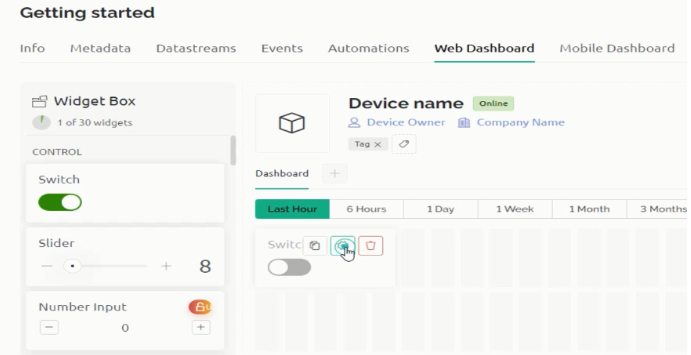 Getting started
Info Metadata Datastreams Events Automations Web Dashboard Mobile Dashboard
Widget Box
1 of 30 widgets
CONTROL
Switch
Slider
8
Number Input
0
Device name Online
Device Owner Company Name
Tag
Dashboard
Last Hour 6 Hours 1 Day 1 Week 1 Month 3 Months
Switc